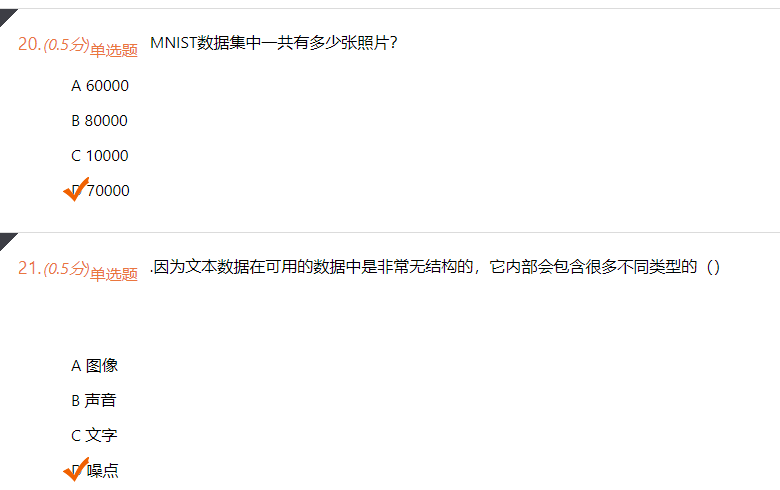 20.(0.5分)单选题 MNIST数据集中一共有多少张照片?
A 60000
B 80000
C 10000
D 70000
21.(0.5分)单选题 .因为文本数据在可用的数据中是非常无结构的，它内部会包含很多不同类型的（）
A 图像
B 声音
C 文字
D 噪点